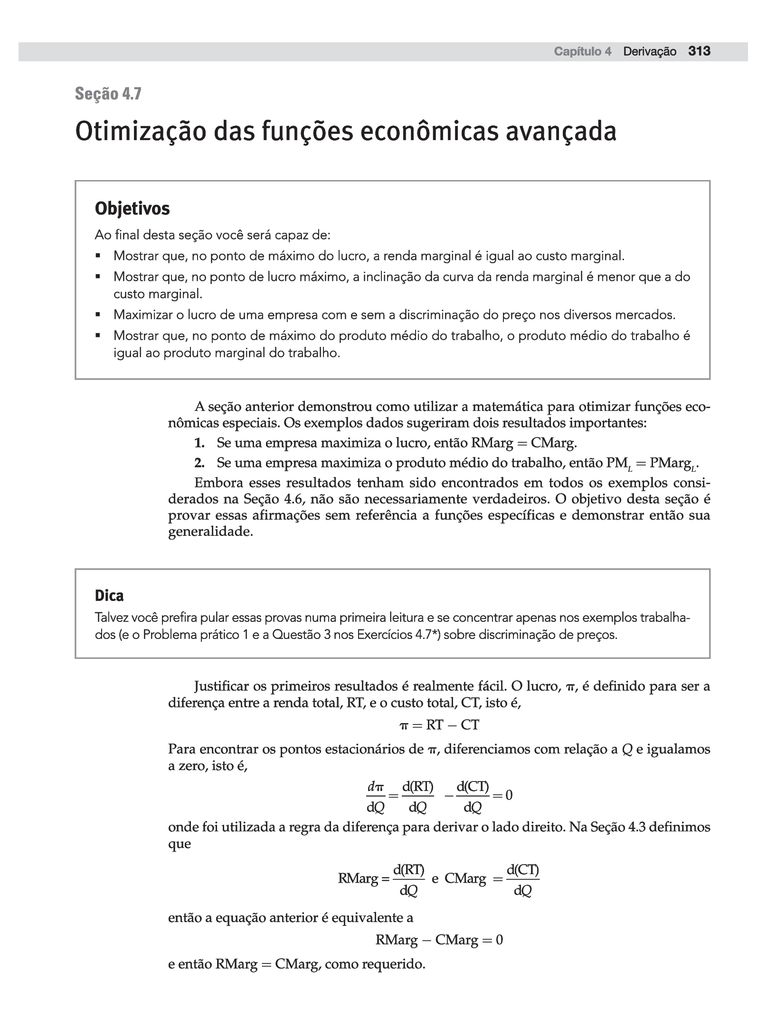 Capítulo 4 Derivação 313
Seção 4.7
Otimização das funções econômicas avançada
Objetivos
Ao final desta seção você será capaz de:
▪ Mostrar que, no ponto de máximo do lucro, a renda marginal é igual ao custo marginal.
▪ Mostrar que, no ponto de lucro máximo, a inclinação da curva da renda marginal é menor que a do
custo marginal.
▪ Maximizar o lucro de uma empresa com e sem a discriminação do preço nos diversos mercados.
▪ Mostrar que, no ponto de máximo do produto médio do trabalho, o produto médio do trabalho é
igual ao produto marginal do trabalho.
A seção anterior demonstrou como utilizar a matemática para otimizar funções eco-
nômicas especiais. Os exemplos dados sugeriram dois resultados importantes:
1. Se uma empresa maximiza o lucro, então RMarg = CMarg.
2. Se uma empresa maximiza o produto médio do trabalho, então PM_L = PMarg_L.
Embora esses resultados tenham sido encontrados em todos os exemplos consi-
derados na Seção 4.6, não são necessariamente verdadeiros. O objetivo desta seção é
provar essas afirmações sem referência a funções específicas e demonstrar então sua
generalidade.
Dica
Talvez você prefira pular essas provas numa primeira leitura e se concentrar apenas nos exemplos trabalha-
dos (e o Problema prático 1 e a Questão 3 nos Exercícios 4.7*) sobre discriminação de preços.
Justificar os primeiros resultados é realmente fácil. O lucro, π, é definido para ser a
diferença entre a renda total, RT, e o custo total, CT, isto é,
π = RT − CT
Para encontrar os pontos estacionários de π, diferenciamos com relação a Q e igualamos
a zero, isto é,
dπ/dQ = d(RT)/dQ − d(CT)/dQ = 0
onde foi utilizada a regra da diferença para derivar o lado direito. Na Seção 4.3 definimos
que
RMarg = d(RT)/dQ e CMarg = d(CT)/dQ
então a equação anterior é equivalente a
RMarg − CMarg = 0
e então RMarg = CMarg, como requerido.